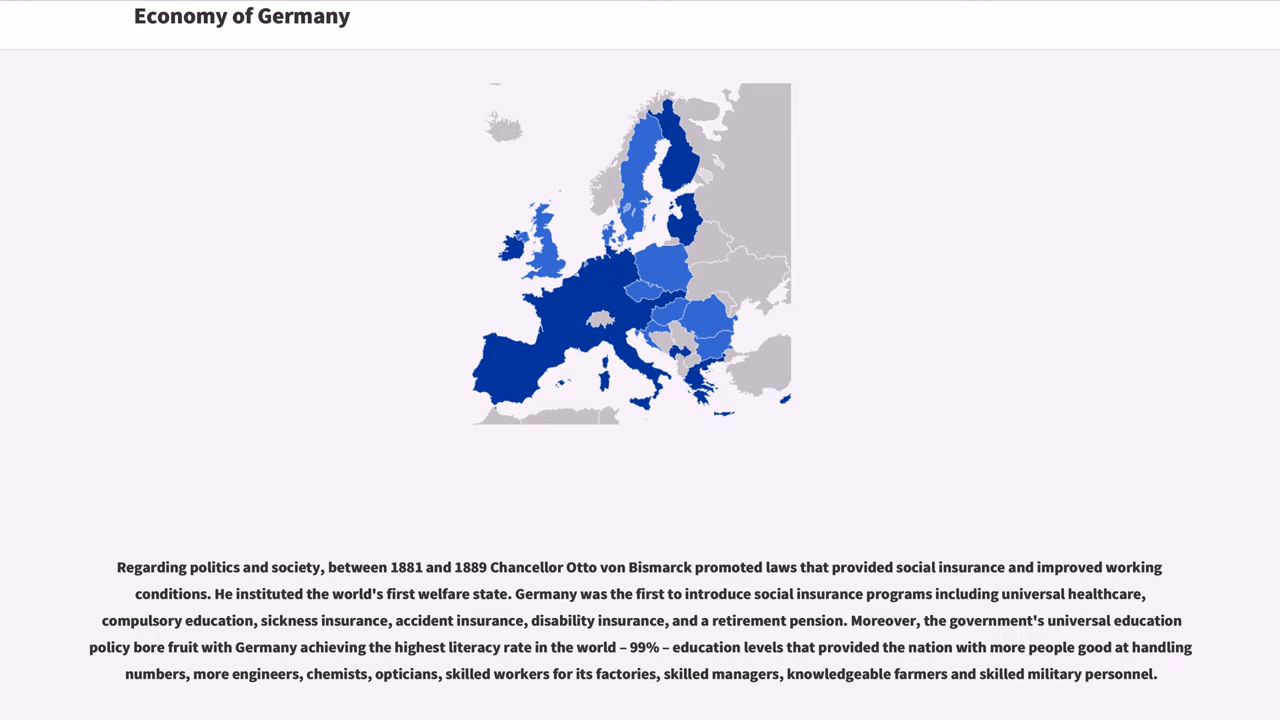 Economy of Germany
Regarding politics and society, between 1881 and 1889 Chancellor Otto von Bismarck promoted laws that provided social insurance and improved working
conditions. He instituted the world's first welfare state. Germany was the first to introduce social insurance programs including universal healthcare,
compulsory education, sickness insurance, accident insurance, disability insurance, and a retirement pension. Moreover, the government's universal education
policy bore fruit with Germany achieving the highest literacy rate in the world – 99% – education levels that provided the nation with more people good at handling
numbers, more engineers, chemists, opticians, skilled workers for its factories, skilled managers, knowledgeable farmers and skilled military personnel.